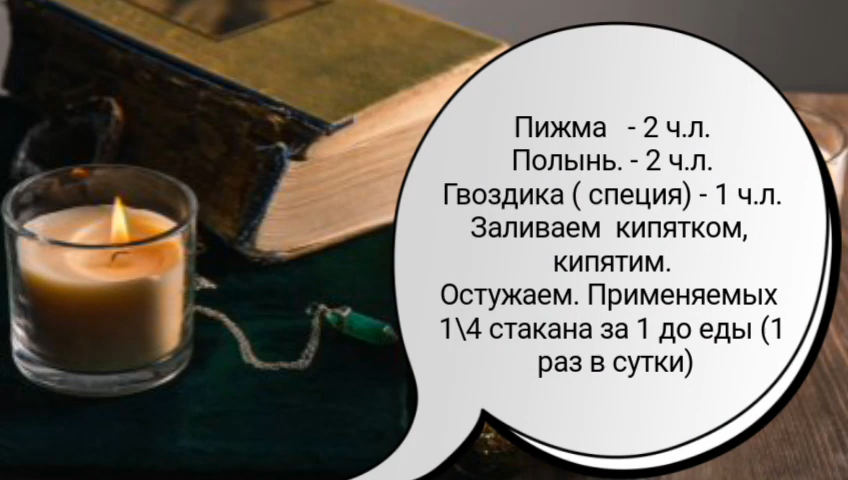 Пижма - 2 ч.л.
Полынь. - 2 ч.л.
Гвоздика ( специя) - 1 ч.л.
Заливаем кипятком,
кипятим.
Остужаем. Применяемых
1\4 стакана за 1 до еды (1
раз в сутки)